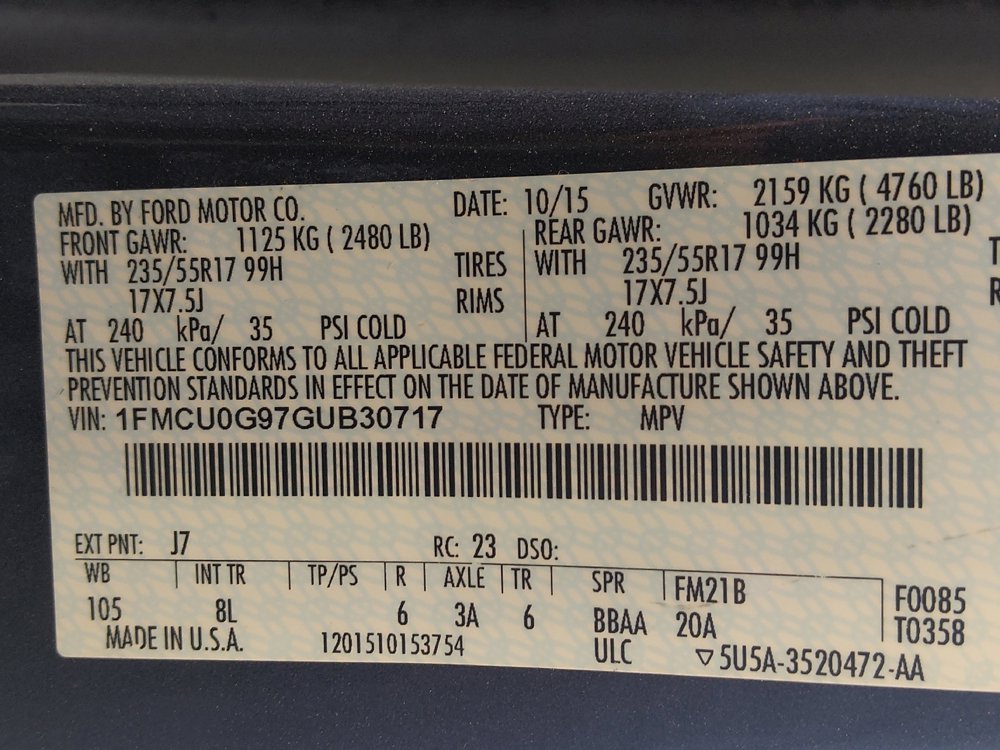 MFD. BY FORD MOTOR CO. DATE: 10/15 GVWR: 2159 KG ( 4760 LB)
FRONT GAWR: 1125 KG ( 2480 LB) REAR GAWR: 1034 KG ( 2280 LB)
WITH 235/55R17 99H TIRES WITH 235/55R17 99H T
17X7.5J RIMS 17X7.5J R
AT 240 kPa/ 35 PSI COLD AT 240 kPa/ 35 PSI COLD
THIS VEHICLE CONFORMS TO ALL APPLICABLE FEDERAL MOTOR VEHICLE SAFETY AND THEFT
PREVENTION STANDARDS IN EFFECT ON THE DATE OF MANUFACTURE SHOWN ABOVE.
VIN: 1FMCU0G97GUB30717 TYPE: MPV
EXT PNT: J7 RC: 23 DSO:
WB INT TR TP/PS R AXLE TR SPR FM21B F0085
105 8L 6 3A 6 BBAA 20A T0358
MADE IN U.S.A. 1201510153754 ULC ▽5U5A-3520472-AA